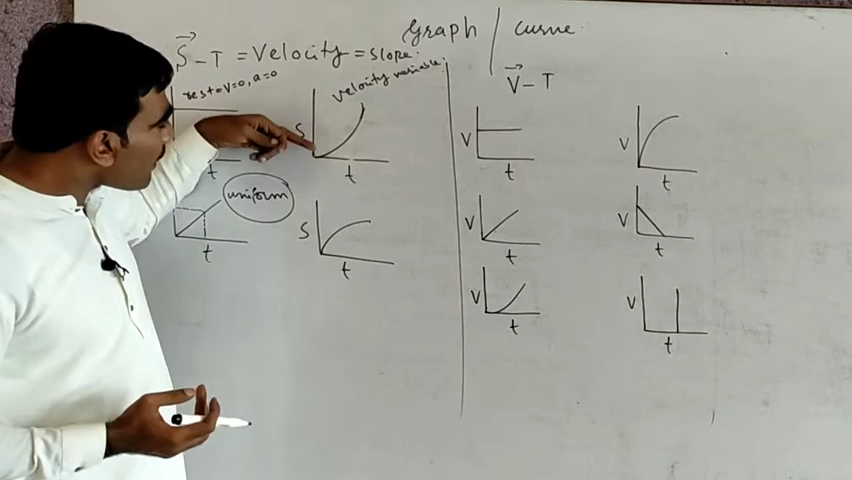 Graph / curve
S⃗ - T = Velocity = slope.
rest = V=0, a=0
velocity variable.
V⃗ - T
S
t
t
V
t
V
t
uniform
t
S
t
V
t
V
t
V
t
V
t